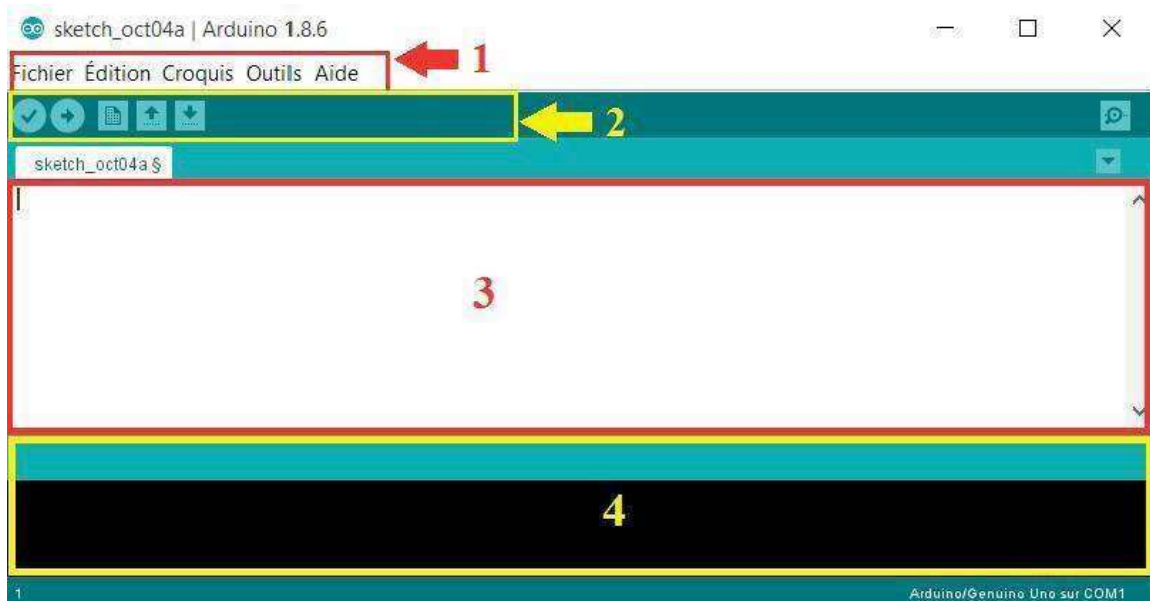 sketch_oct04a | Arduino 1.8.6
Fichier Édition Croquis Outils Aide
1
2
sketch_oct04a §
3
4
1
Arduino/Genuino Uno sur COM1